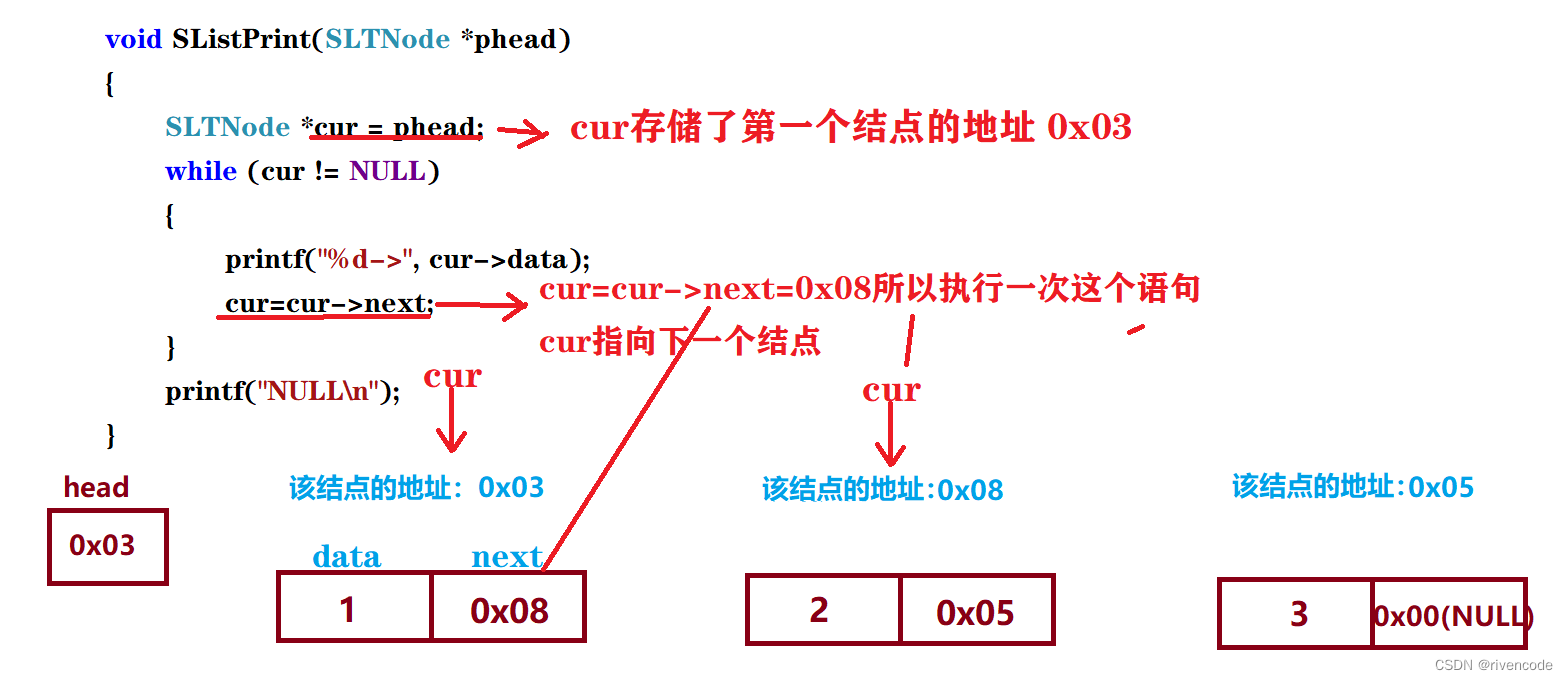 void SListPrint(SLTNode *phead)
{
SLTNode *cur = phead;
cur存储了第一个结点的地址 0x03
while (cur != NULL)
{
printf("%d->", cur->data);
cur=cur->next;
cur=cur->next=0x08所以执行一次这个语句
cur指向下一个结点
}
printf("NULL\n");
}
cur
cur
head
0x03
该结点的地址：0x03
该结点的地址:0x08
该结点的地址:0x05
data next
1 0x08
2 0x05
3 0x00(NULL)
CSDN @rivencode